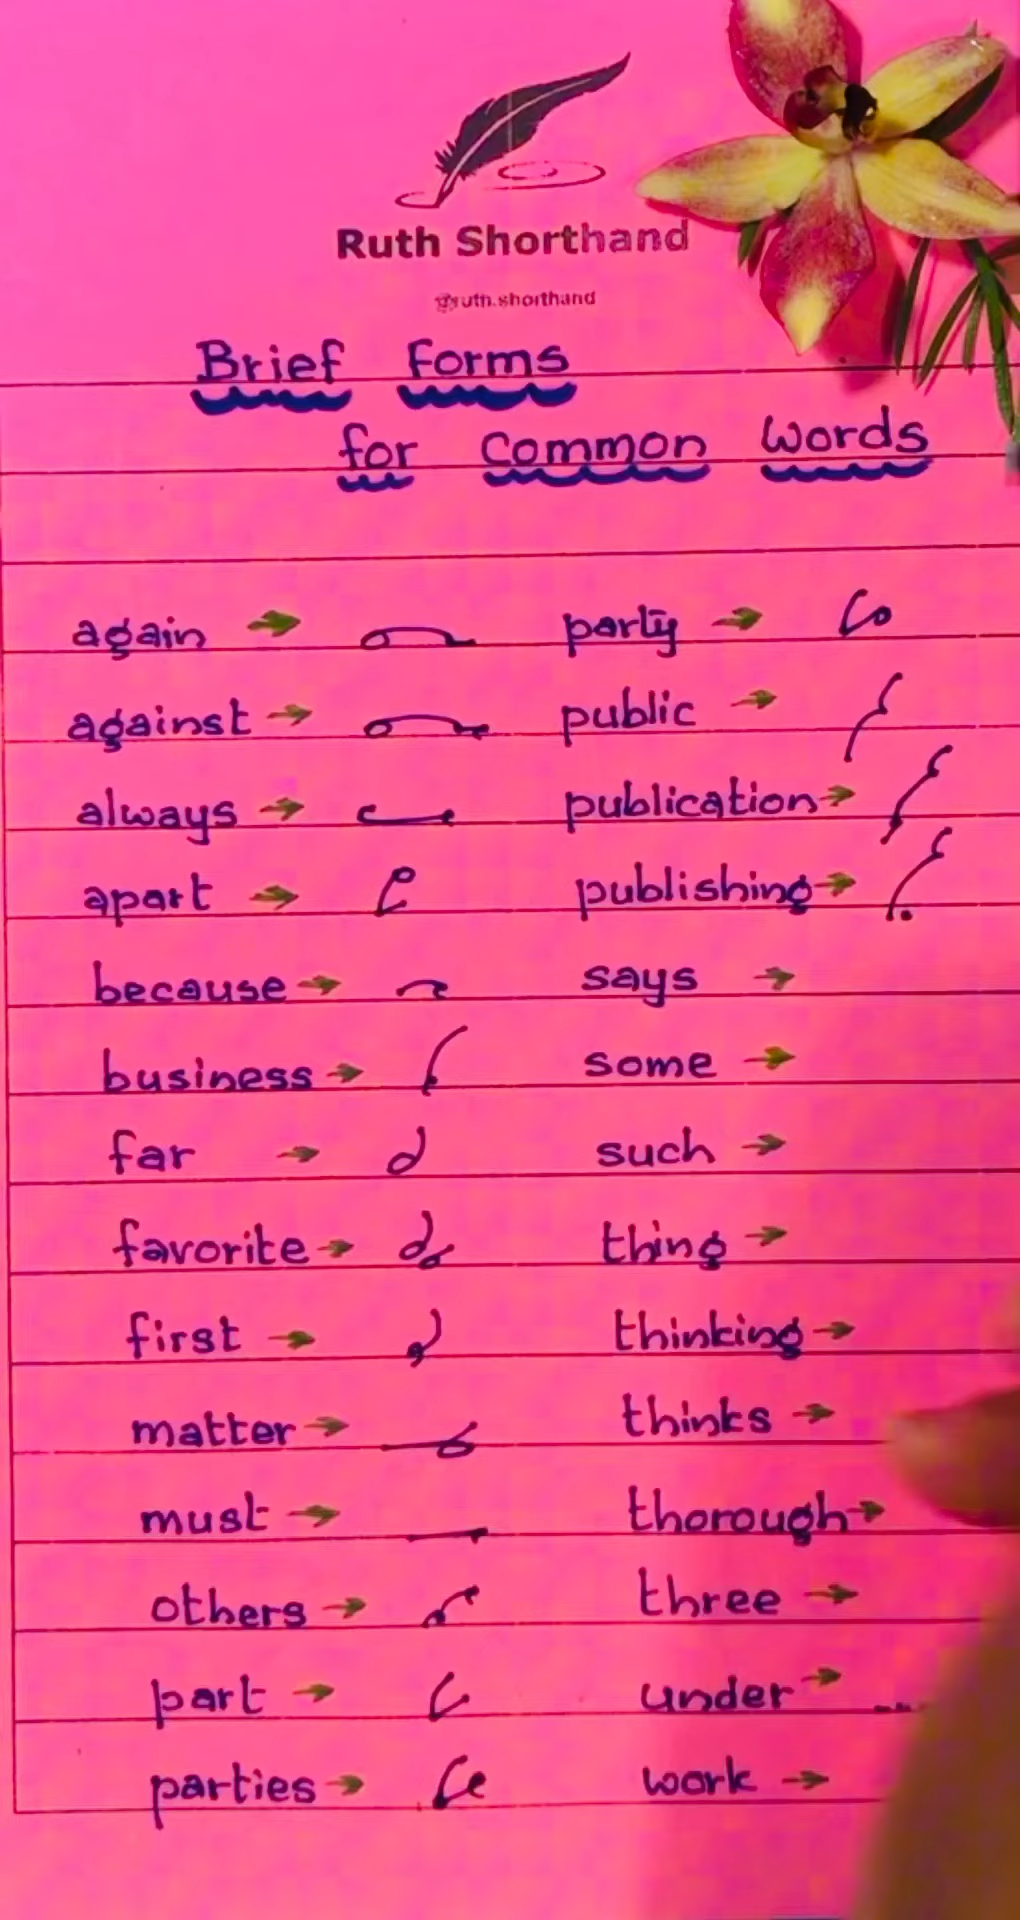 Ruth Shorthand
@ruth.shorthand
Brief Forms
for Common Words
again → party →
against → public →
always → publication →
apart → publishing →
because → says →
business → some →
far → such →
favorite → thing →
first → thinking →
matter → thinks →
must → thorough →
others → three →
part → under →
parties → work →